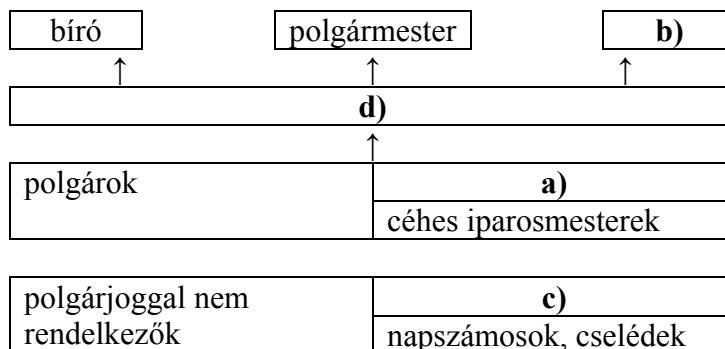 bíró
polgármester
b)
↑ ↑ ↑
d)
↑
polgárok
a)
céhes iparosmesterek
polgárjoggal nem
rendelkezők
c)
napszámosok, cselédek